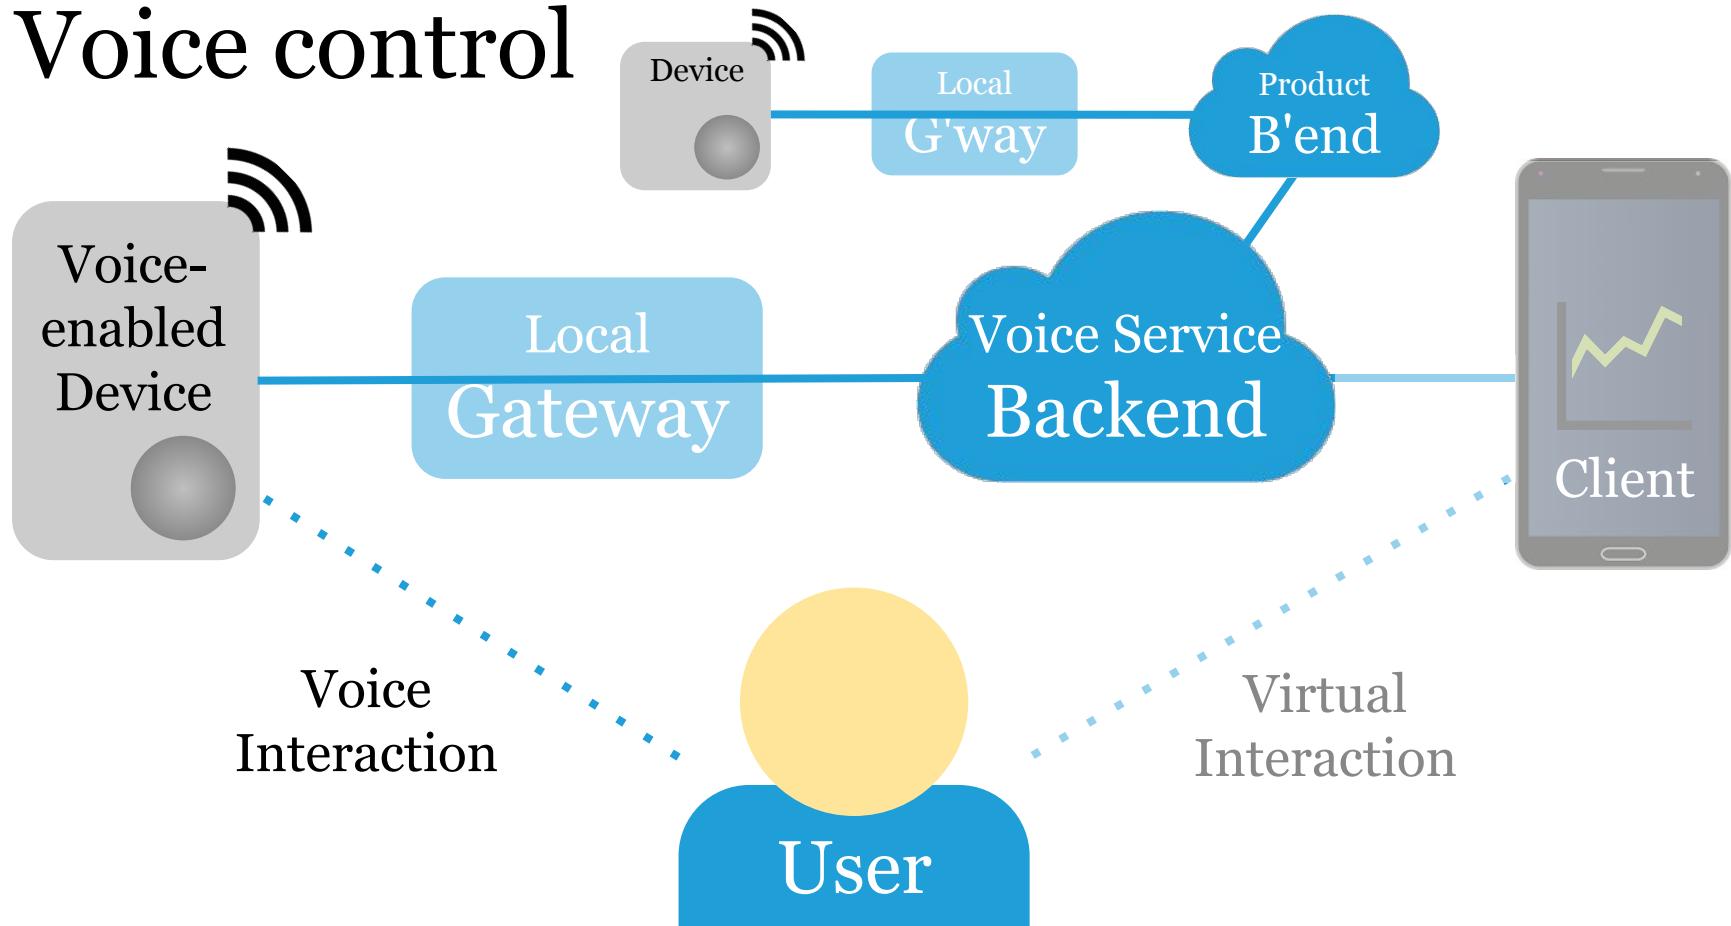 Voice control
Device
Local
G'way
Product
B'end
Voice-
enabled
Device
Local
Gateway
Voice Service
Backend
Client
Voice
Interaction
Virtual
Interaction
User